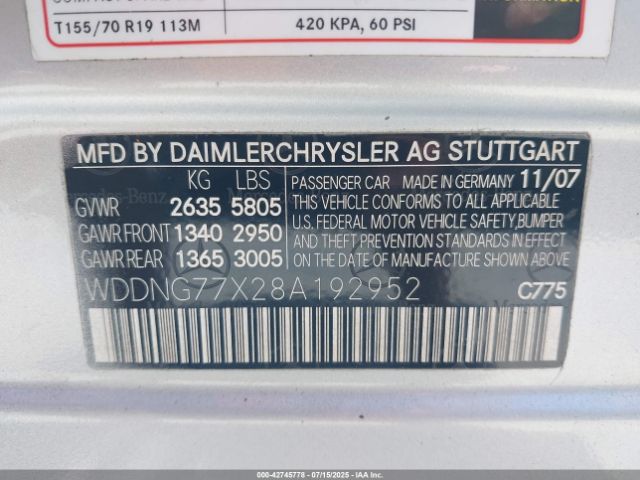 T155/70 R19 113M 420 KPA, 60 PSI
MFD BY DAIMLERCHRYSLER AG STUTTGART
KG LBS
GVWR 2635 5805
GAWR FRONT 1340 2950
GAWR REAR 1365 3005
PASSENGER CAR MADE IN GERMANY 11/07
THIS VEHICLE CONFORMS TO ALL APPLICABLE
U.S. FEDERAL MOTOR VEHICLE SAFETY,BUMPER
AND THEFT PREVENTION STANDARDS IN EFFECT
ON THE DATE OF MANUFACTURE SHOWN ABOVE
WDDNG77X28A192952 C775
000-42745778 - 07/15/2025 - IAAI.COM